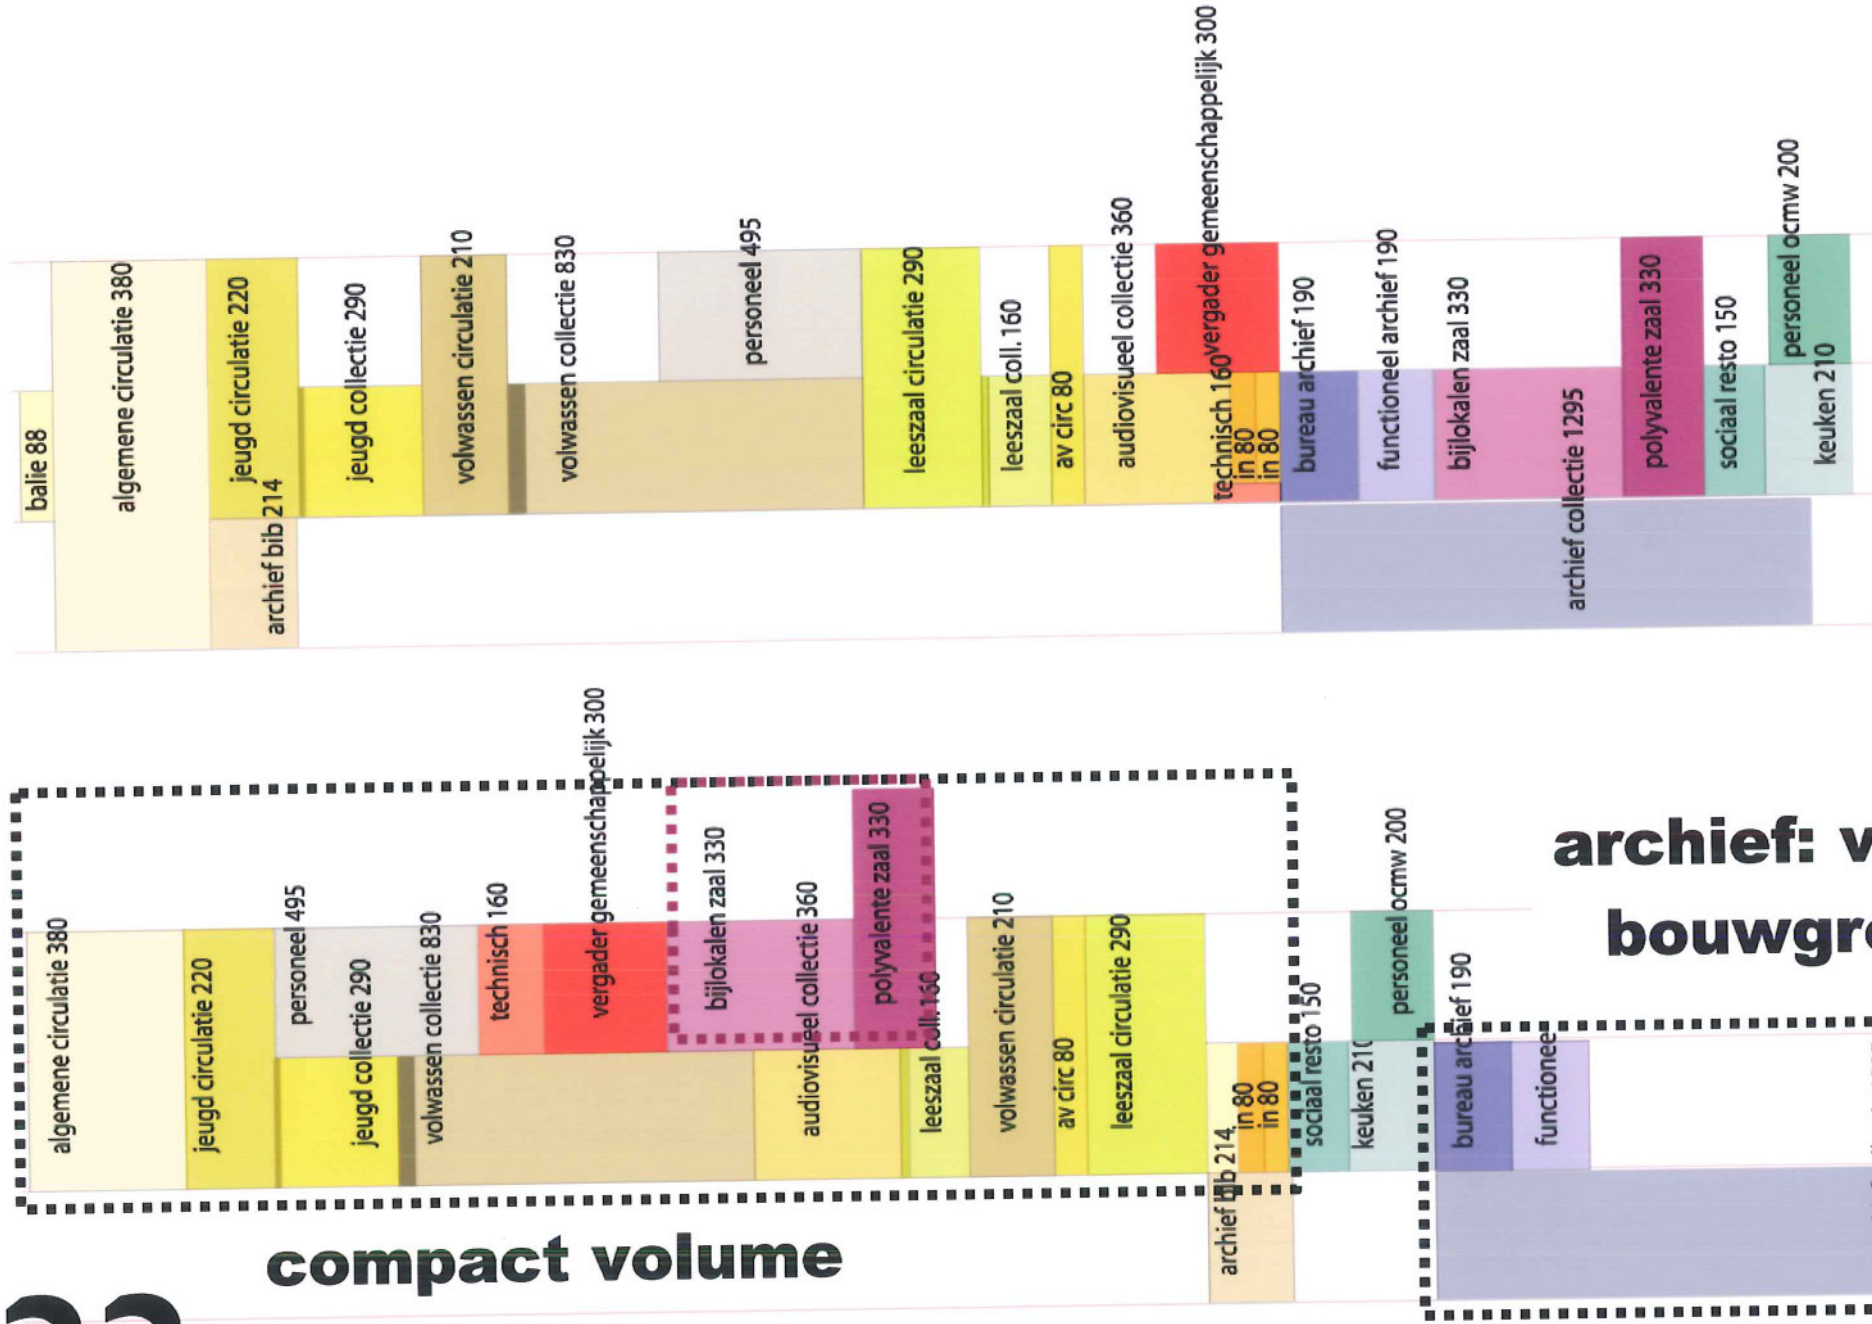 balie 88
algemene circulatie 380
jeugd circulatie 220
archief bib 214
jeugd collectie 290
volwassen circulatie 210
volwassen collectie 830
personeel 495
leeszaal circulatie 290
leeszaal coll. 160
av circ 80
audiovisueel collectie 360
technisch 160
vergader gemeenschappelijk 300
in 80
in 80
bureau archief 190
functioneel archief 190
bijlokalen zaal 330
archief collectie 1295
polyvalente zaal 330
sociaal resto 150
personeel ocmw 200
keuken 210
algemene circulatie 380
jeugd circulatie 220
personeel 495
jeugd collectie 290
volwassen collectie 830
technisch 160
vergader gemeenschappelijk 300
bijlokalen zaal 330
audiovisueel collectie 360
polyvalente zaal 330
leeszaal coll. 160
volwassen circulatie 210
av circ 80
leeszaal circulatie 290
archief bib 214
in 80
in 80
sociaal resto 150
keuken 210
personeel ocmw 200
bureau archief 190
functioneel
archief: v
bouwgr
compact volume